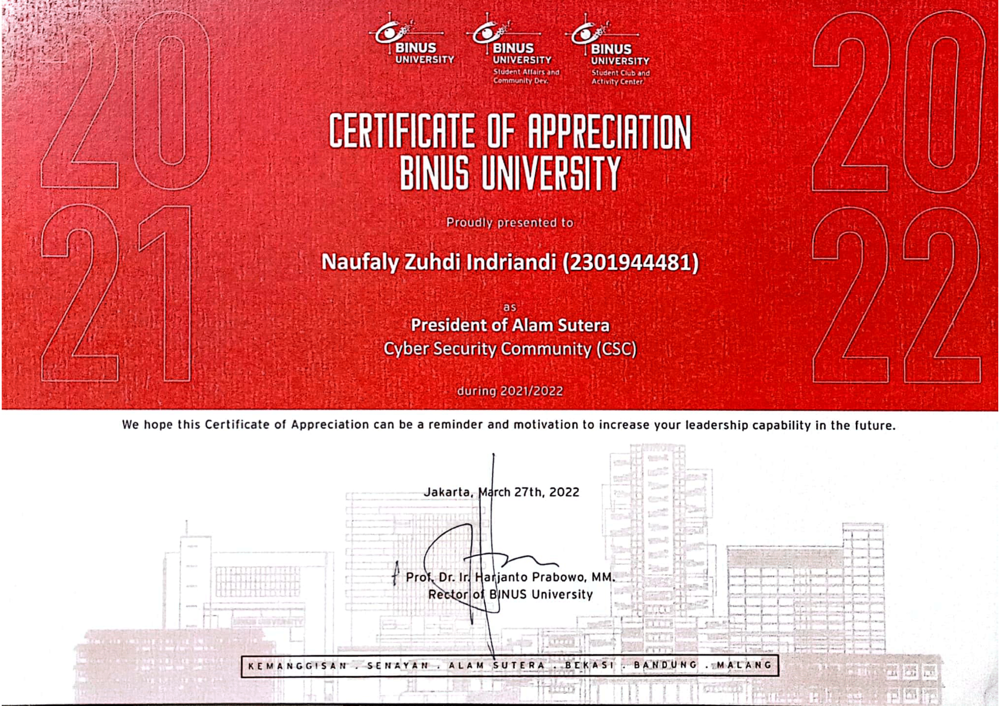 BINUS
UNIVERSITY
BINUS
UNIVERSITY
Student Affairs and
Community Dev.
BINUS
UNIVERSITY
Student Club and
Activity Center
20
21
20
22
CERTIFICATE OF APPRECIATION
BINUS UNIVERSITY
Proudly presented to
Naufaly Zuhdi Indriandi (2301944481)
as
President of Alam Sutera
Cyber Security Community (CSC)
during 2021/2022
We hope this Certificate of Appreciation can be a reminder and motivation to increase your leadership capability in the future.
Jakarta, March 27th, 2022
Prof. Dr. Ir. Harjanto Prabowo, MM.
Rector of BINUS University
BINUS UNIVERSITY
KEMANGGISAN . SENAYAN . ALAM SUTERA . BEKASI . BANDUNG . MALANG